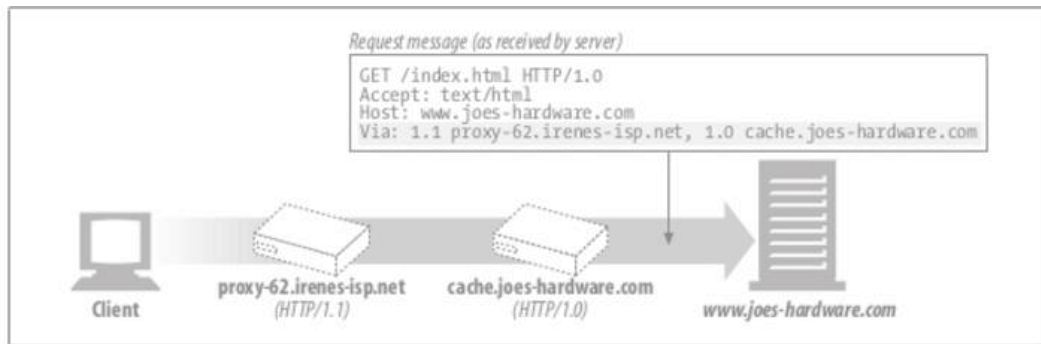 Request message (as received by server)
GET /index.html HTTP/1.0
Accept: text/html
Host: www.joes-hardware.com
Via: 1.1 proxy-62.irenes-isp.net, 1.0 cache.joes-hardware.com
Client
proxy-62.irenes-isp.net
(HTTP/1.1)
cache.joes-hardware.com
(HTTP/1.0)
www.joes-hardware.com